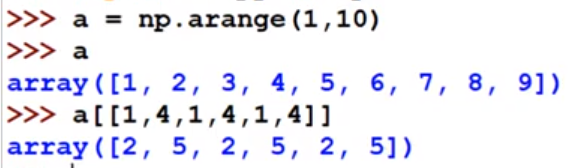 >>> a = np.arange(1,10)
>>> a
array([1, 2, 3, 4, 5, 6, 7, 8, 9])
>>> a[[1,4,1,4,1,4]]
array([2, 5, 2, 5, 2, 5])